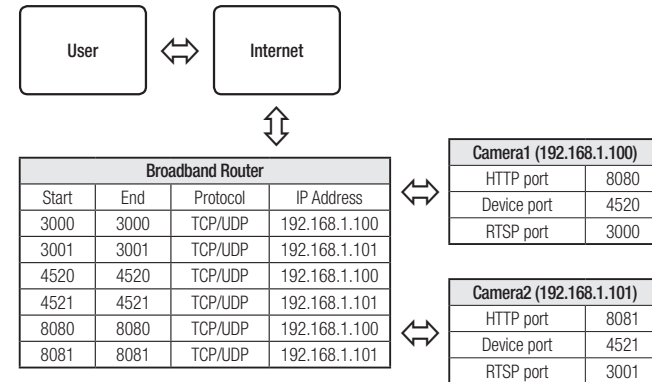 User
Internet
Broadband Router
Start End Protocol IP Address
3000 3000 TCP/UDP 192.168.1.100
3001 3001 TCP/UDP 192.168.1.101
4520 4520 TCP/UDP 192.168.1.100
4521 4521 TCP/UDP 192.168.1.101
8080 8080 TCP/UDP 192.168.1.100
8081 8081 TCP/UDP 192.168.1.101
Camera1 (192.168.1.100)
HTTP port 8080
Device port 4520
RTSP port 3000
Camera2 (192.168.1.101)
HTTP port 8081
Device port 4521
RTSP port 3001